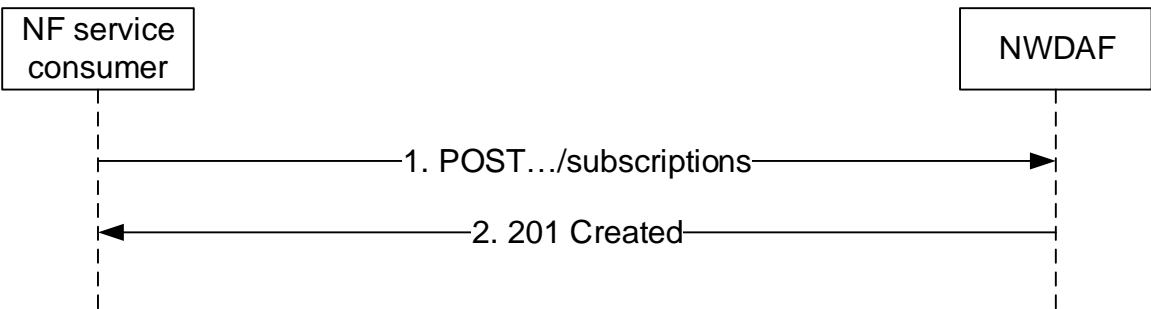 NF service
consumer
NWDAF
1. POST…/subscriptions
2. 201 Created